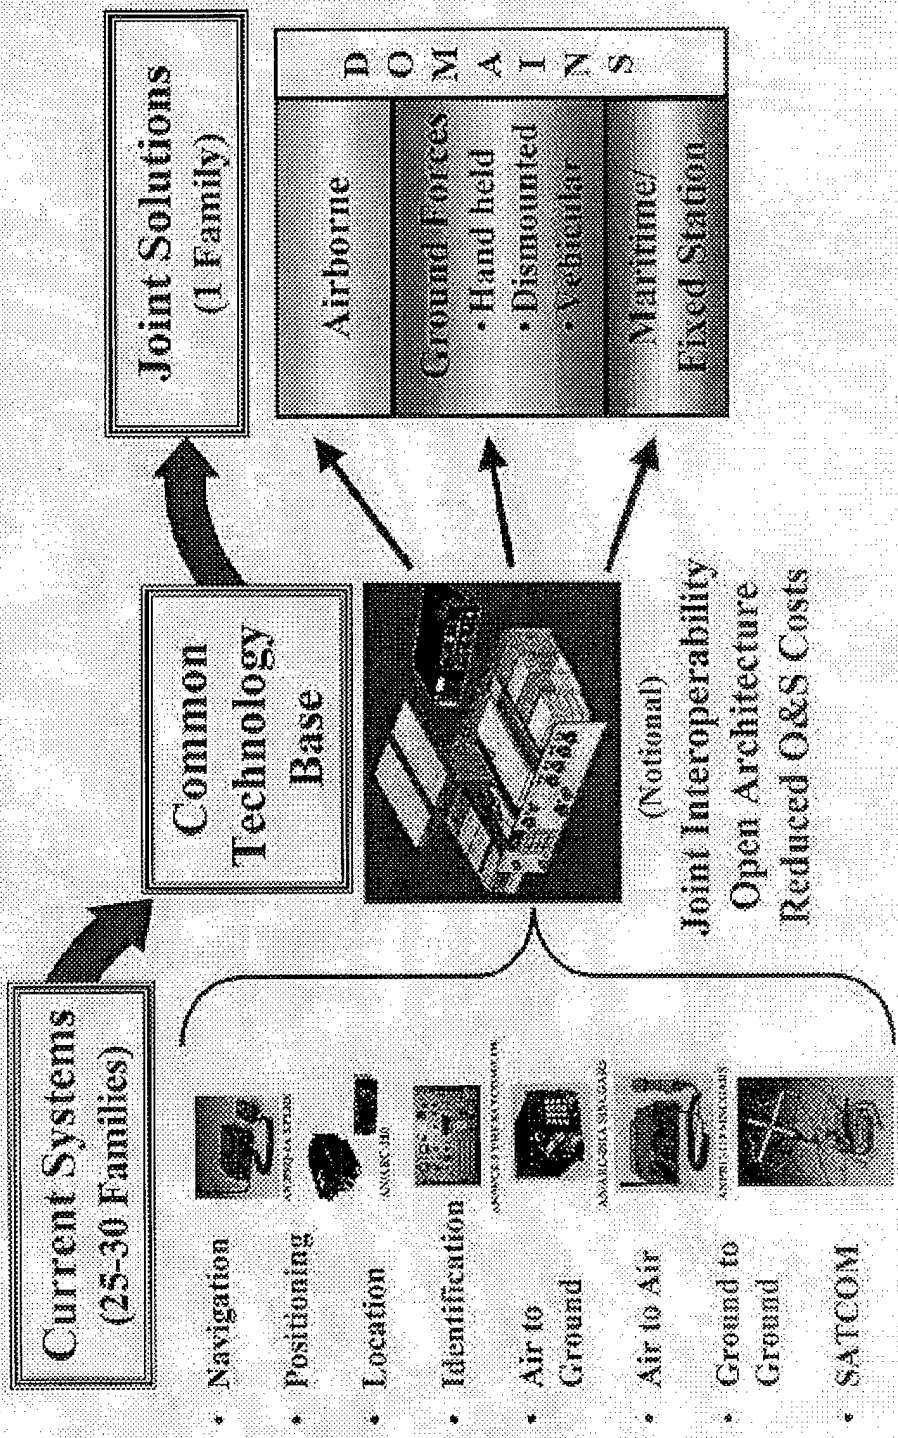 Current Systems
(25-30 Families)
Common
Technology
Base
Joint Solutions
(1 Family)
• Navigation
• Positioning
• Location
• Identification
• Air to
Ground
• Air to Air
• Ground to
Ground
• SATCOM
(Notional)
Joint Interoperability
Open Architecture
Reduced O&S Costs
Airborne
Ground Forces
• Hand held
• Dismounted
• Vehicular
Maritime/
Fixed Station
DOMAINS